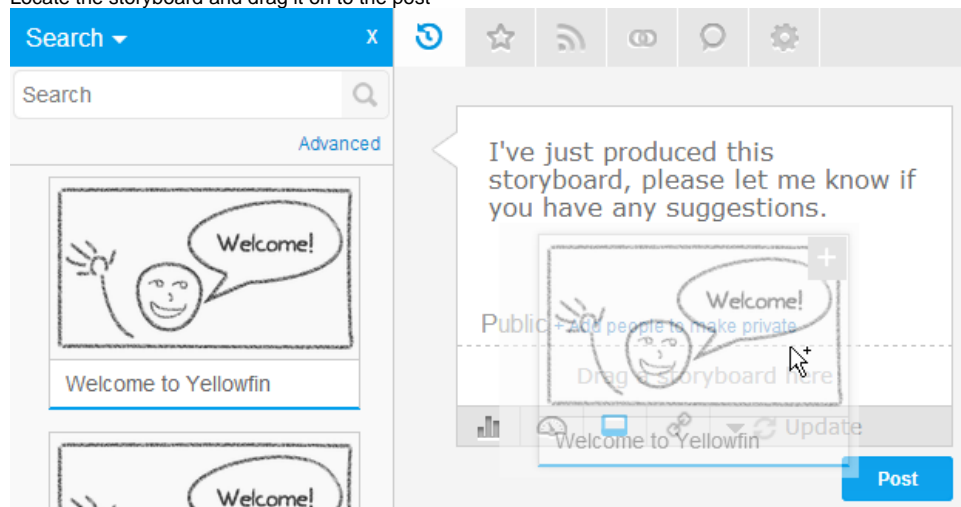 Locate the storyboard and drag it on to the post
Search
X
Search
Advanced
Welcome!
Welcome to Yellowfin
Welcome!
I've just produced this
storyboard, please let me know if
you have any suggestions.
Welcome!
Public + Add people to make private
Drag a storyboard here
Welcome to Yellowfin
Update
Post